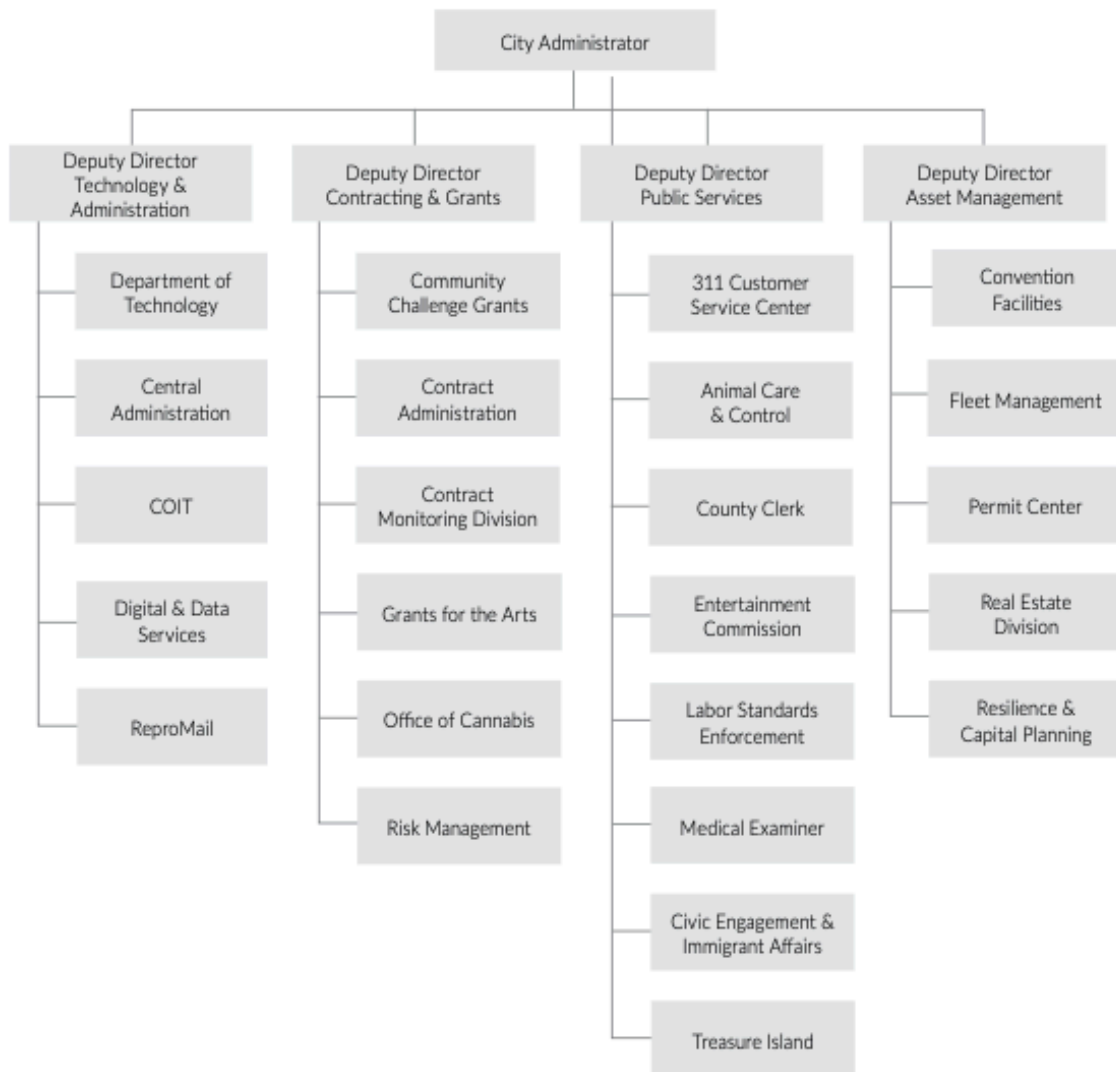 City Administrator
Deputy Director
Technology &
Administration
Department of
Technology
Central
Administration
COIT
Digital & Data
Services
ReproMail
Deputy Director
Contracting & Grants
Community
Challenge Grants
Contract
Administration
Contract
Monitoring Division
Grants for the Arts
Office of Cannabis
Risk Management
Deputy Director
Public Services
311 Customer
Service Center
Animal Care
& Control
County Clerk
Entertainment
Commission
Labor Standards
Enforcement
Medical Examiner
Civic Engagement &
Immigrant Affairs
Treasure Island
Deputy Director
Asset Management
Convention
Facilities
Fleet Management
Permit Center
Real Estate
Division
Resilience &
Capital Planning